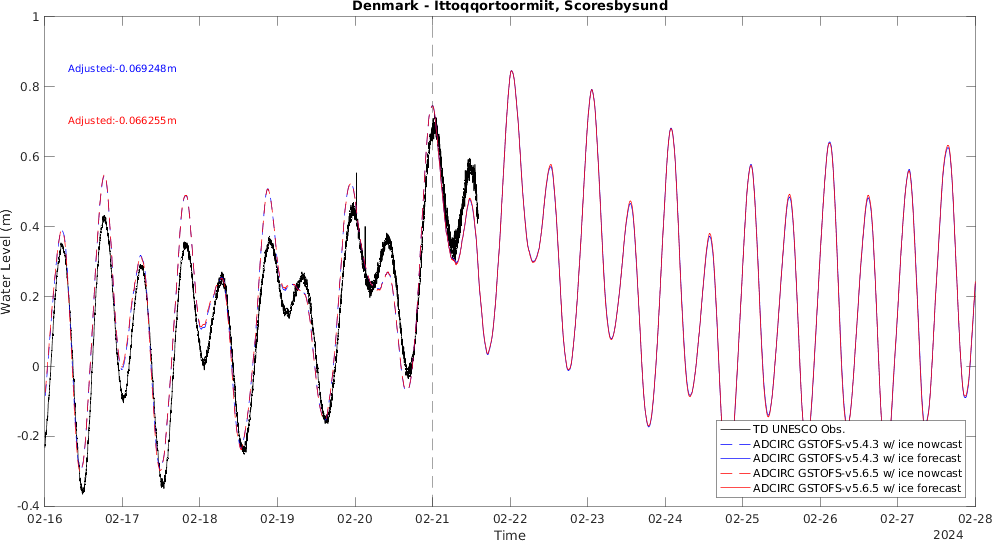 Denmark - Ittoqqortoormiit, Scoresbysund
Water Level (m)
1
0.8
0.6
0.4
0.2
0
-0.2
-0.4
Adjusted:-0.069248m
Adjusted:-0.066255m
TD UNESCO Obs.
ADCIRC GSTOFS-v5.4.3 w/ ice nowcast
ADCIRC GSTOFS-v5.4.3 w/ ice forecast
ADCIRC GSTOFS-v5.6.5 w/ ice nowcast
ADCIRC GSTOFS-v5.6.5 w/ ice forecast
02-16 02-17 02-18 02-19 02-20 02-21 02-22 02-23 02-24 02-25 02-26 02-27 02-28
Time
2024